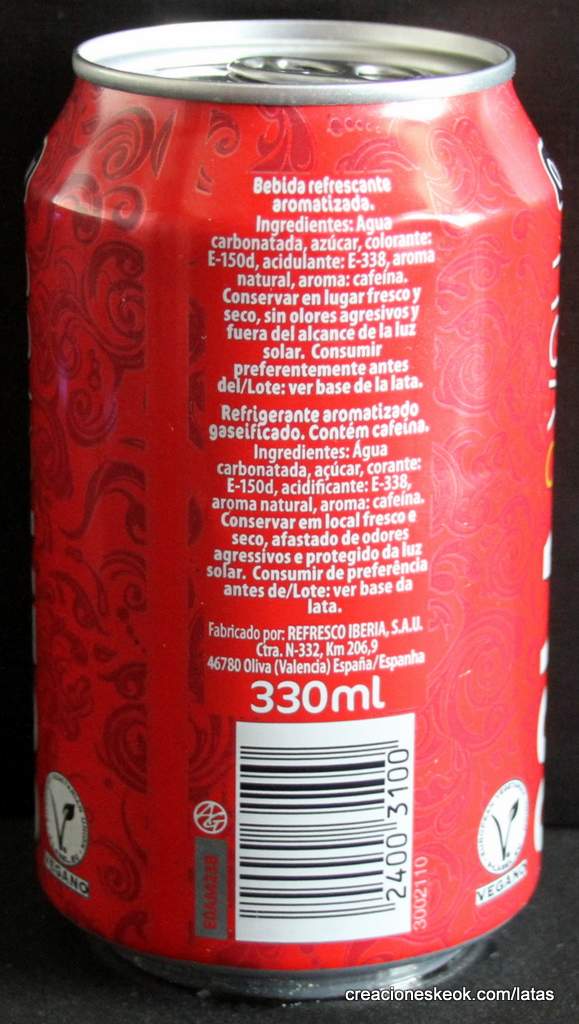 Bebida refrescante
aromatizada.
Ingredientes: Agua
carbonatada, azúcar, colorante:
E-150d, acidulante: E-338, aroma
natural, aroma: cafeína.
Conservar en lugar fresco y
seco, sin olores agresivos y
fuera del alcance de la luz
solar. Consumir
preferentemente antes
del/Lote: ver base de la lata.
Refrigerante aromatizado
gaseificado. Contém cafeína.
Ingredientes: Água
carbonatada, açúcar, corante:
E-150d, acidificante: E-338,
aroma natural, aroma: cafeína.
Conservar em local fresco e
seco, afastado de odores
agressivos e protegido da luz
solar. Consumir de preferência
antes de/Lote: ver base da
lata.
Fabricado por: REFRESCO IBERIA, S.A.U.
Ctra. N-332, Km 206,9
46780 Oliva (Valencia) España/Espanha
330ml
2400 3100
3002110
VEGANO
VEGANO
creacioneskeok.com/latas